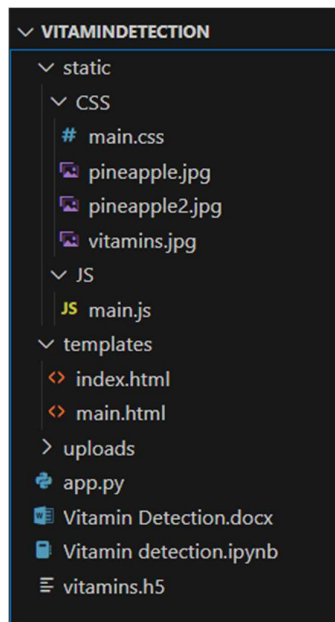 VITAMINDETECTION
static
CSS
# main.css
pineapple.jpg
pineapple2.jpg
vitamins.jpg
JS
JS main.js
templates
<> index.html
<> main.html
uploads
app.py
Vitamin Detection.docx
Vitamin detection.ipynb
vitamins.h5